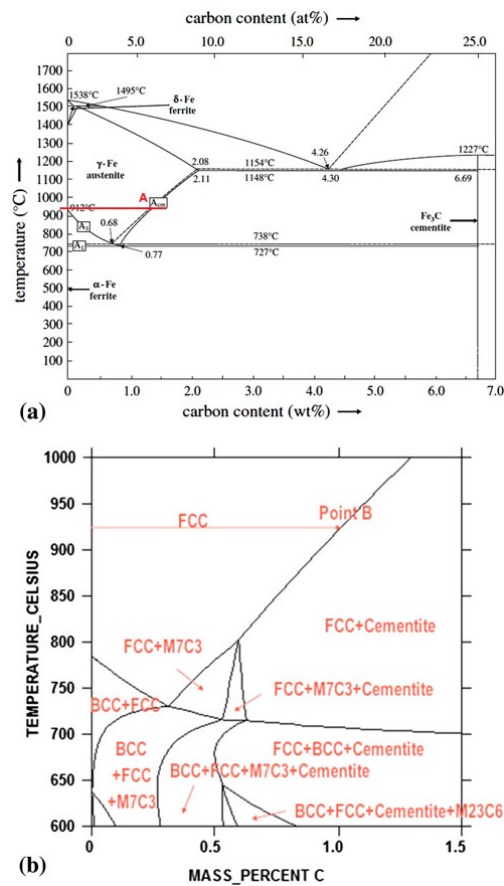 carbon content (at%)
0 5 10 15 20 25.0
1700
1600
1500
1400
1300
1200
1100
1000
900
800
700
600
500
400
300
200
100
temperature (°C)
1538°C
1495°C
δ-Fe
ferrite
γ-Fe
austenite
2.08
1154°C
4.26
1227°C
2.11
1148°C
4.30
6.69
A
Acm
912°C
A3
0.68
Fe3C
cementite
738°C
A1
727°C
0.77
α-Fe
ferrite
0 1.0 2.0 3.0 4.0 5.0 6.0 7.0
(a)
carbon content (wt%)
1000
950
900
850
800
750
700
650
600
TEMPERATURE_CELSIUS
FCC
Point B
FCC+Cementite
FCC+M7C3
FCC+M7C3+Cementite
BCC+FCC
BCC
+FCC
+M7C3
FCC+BCC+Cementite
BCC+FCC+M7C3+Cementite
BCC+FCC+Cementite+M23C6
0 0.5 1.0 1.5
(b)
MASS_PERCENT C